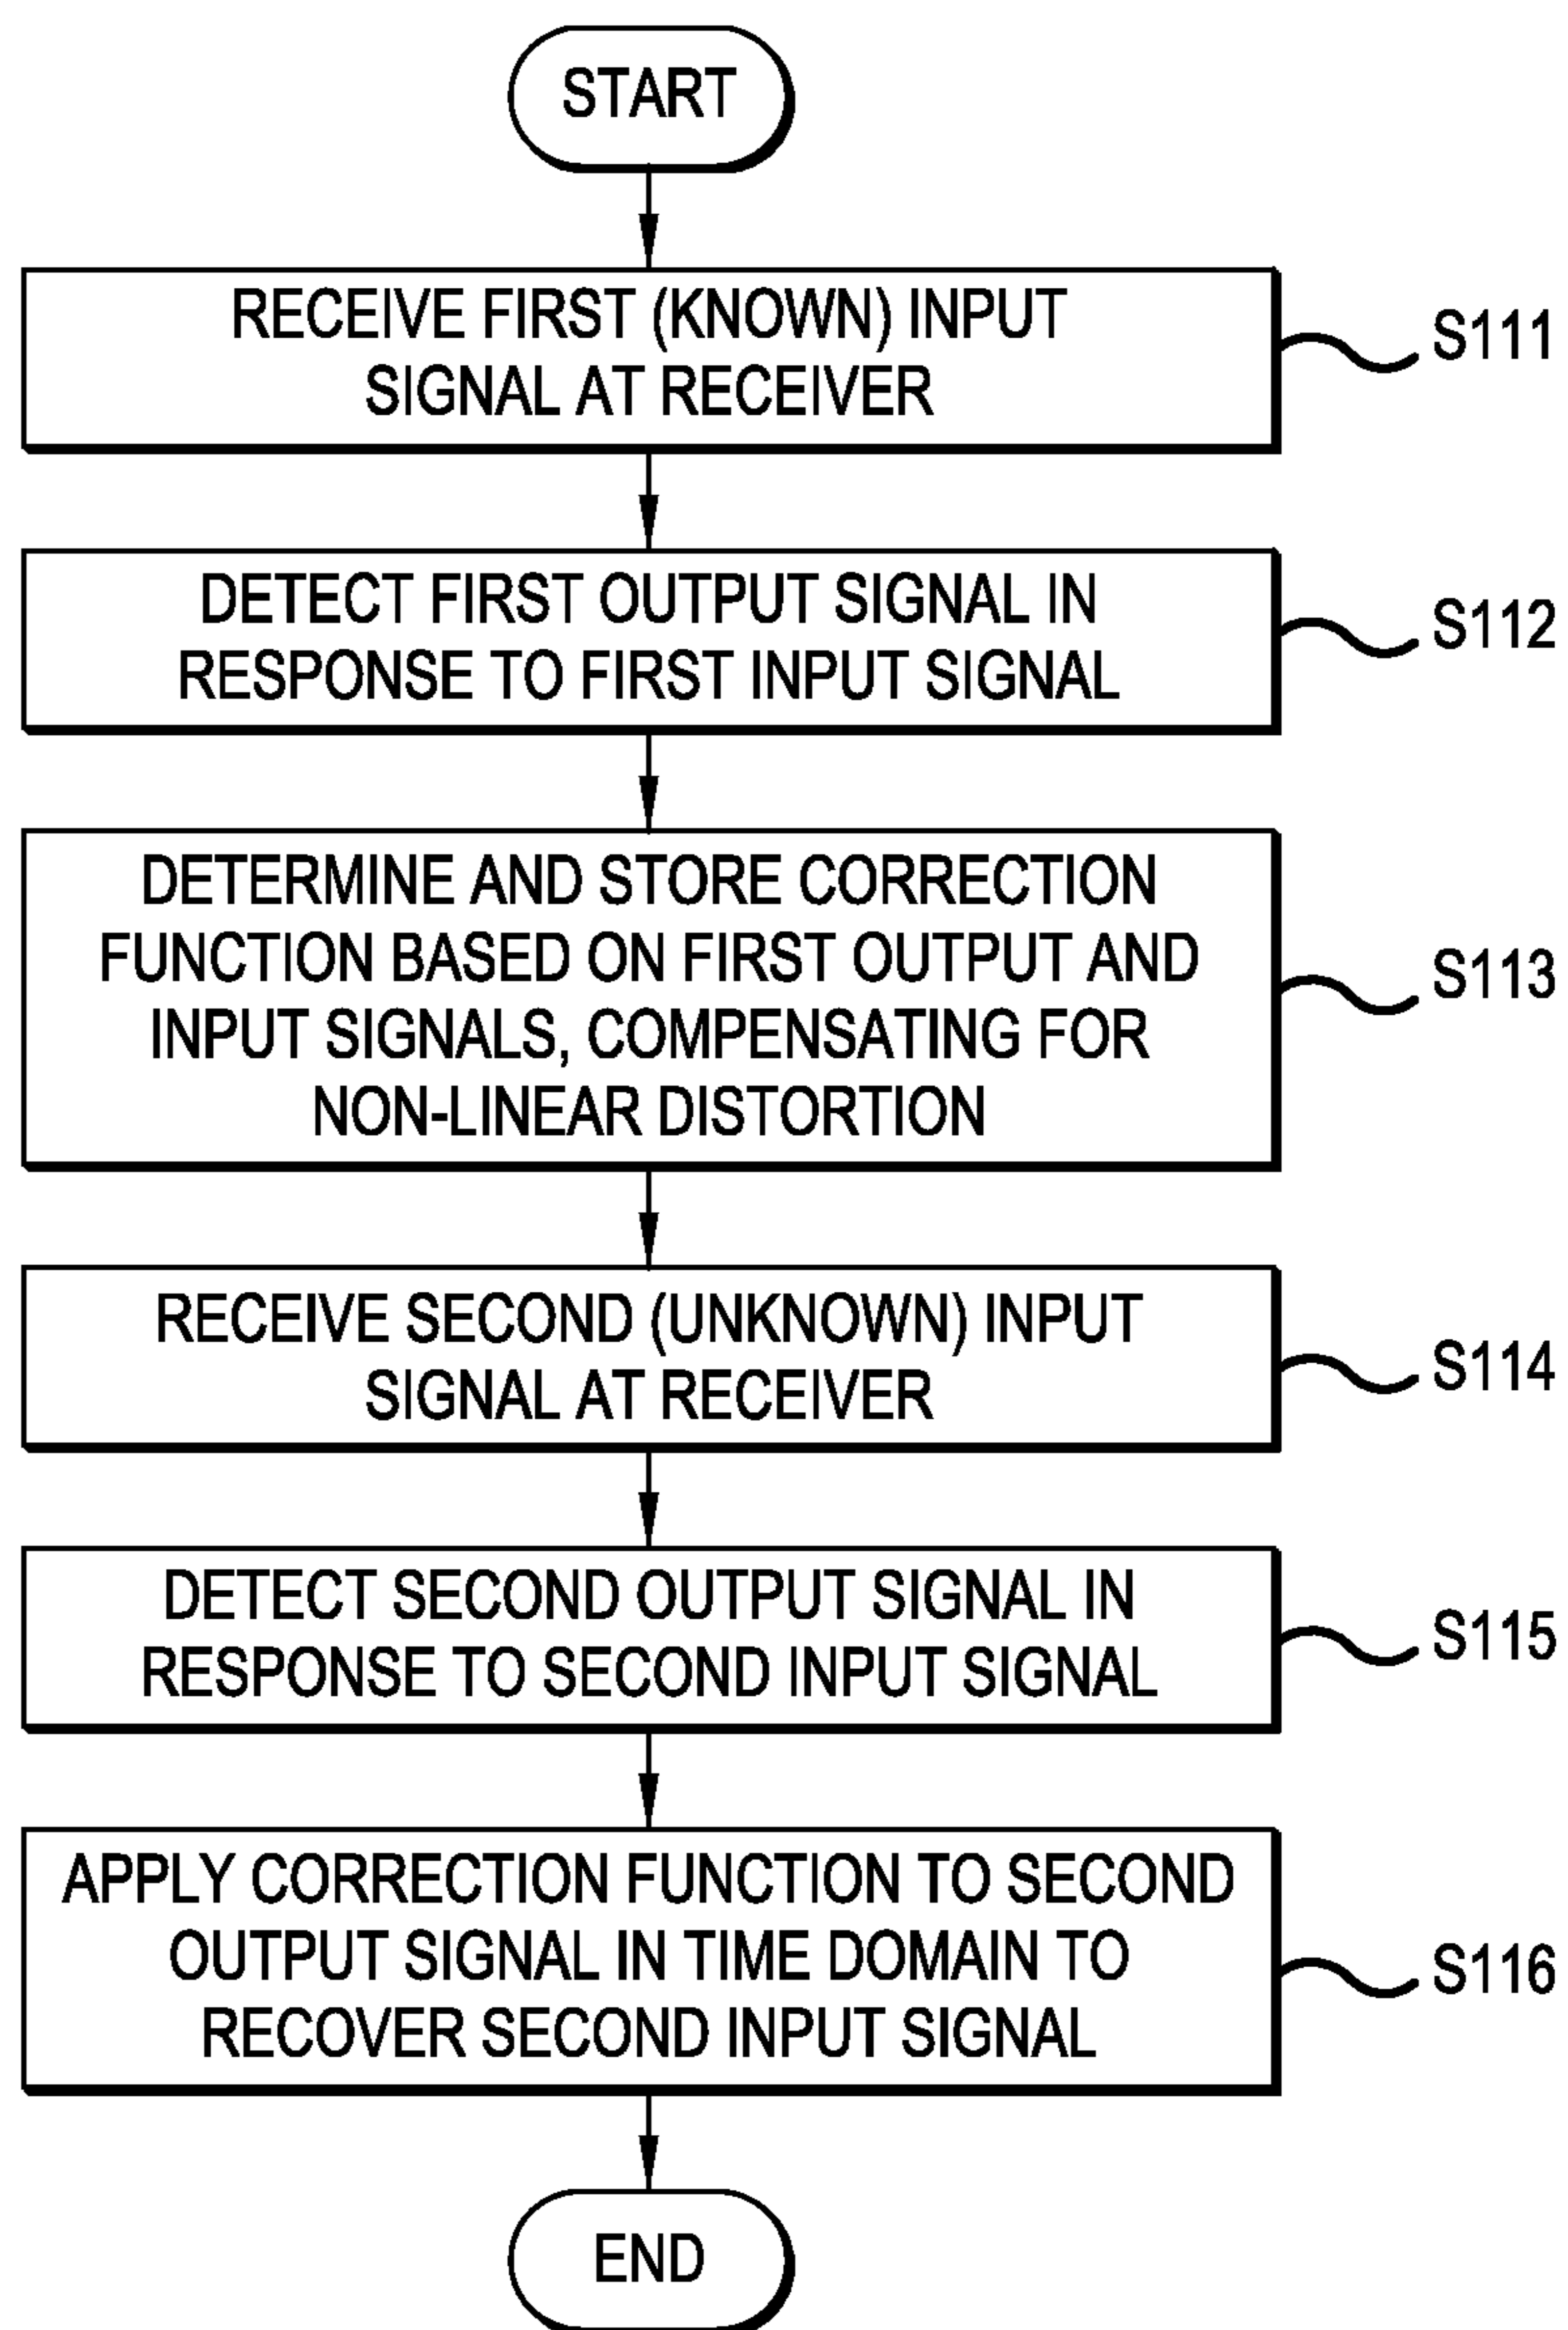 START
RECEIVE FIRST (KNOWN) INPUT
SIGNAL AT RECEIVER
S111
DETECT FIRST OUTPUT SIGNAL IN
RESPONSE TO FIRST INPUT SIGNAL
S112
DETERMINE AND STORE CORRECTION
FUNCTION BASED ON FIRST OUTPUT AND
INPUT SIGNALS, COMPENSATING FOR
NON-LINEAR DISTORTION
S113
RECEIVE SECOND (UNKNOWN) INPUT
SIGNAL AT RECEIVER
S114
DETECT SECOND OUTPUT SIGNAL IN
RESPONSE TO SECOND INPUT SIGNAL
S115
APPLY CORRECTION FUNCTION TO SECOND
OUTPUT SIGNAL IN TIME DOMAIN TO
RECOVER SECOND INPUT SIGNAL
S116
END